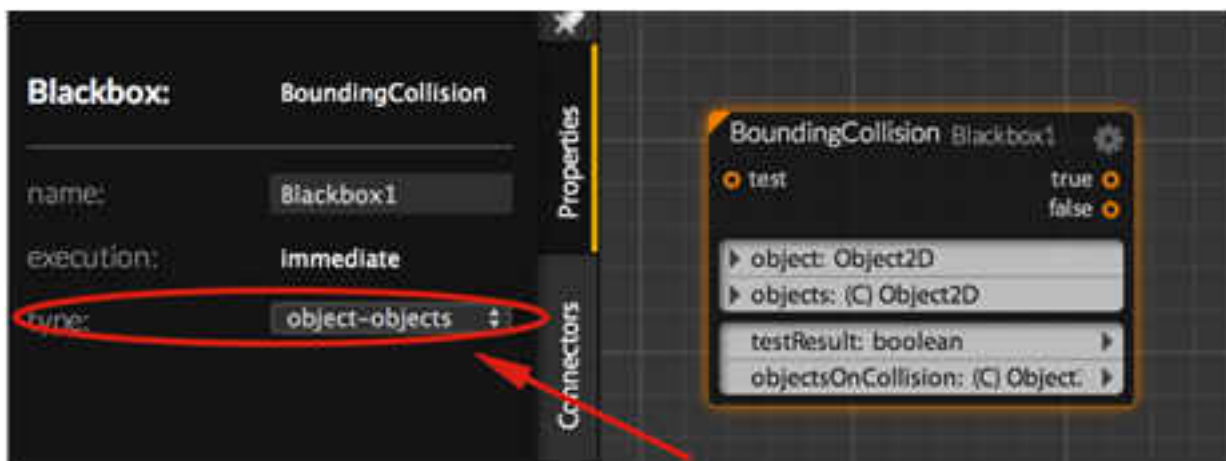 Blackbox: BoundingCollision
name: Blackbox1
execution: immediate
type: object-objects
Properties
Connectors
BoundingCollision Blackbox1
test true
false
object: Object2D
objects: (C) Object2D
testResult: boolean
objectsOnCollision: (C) Object.